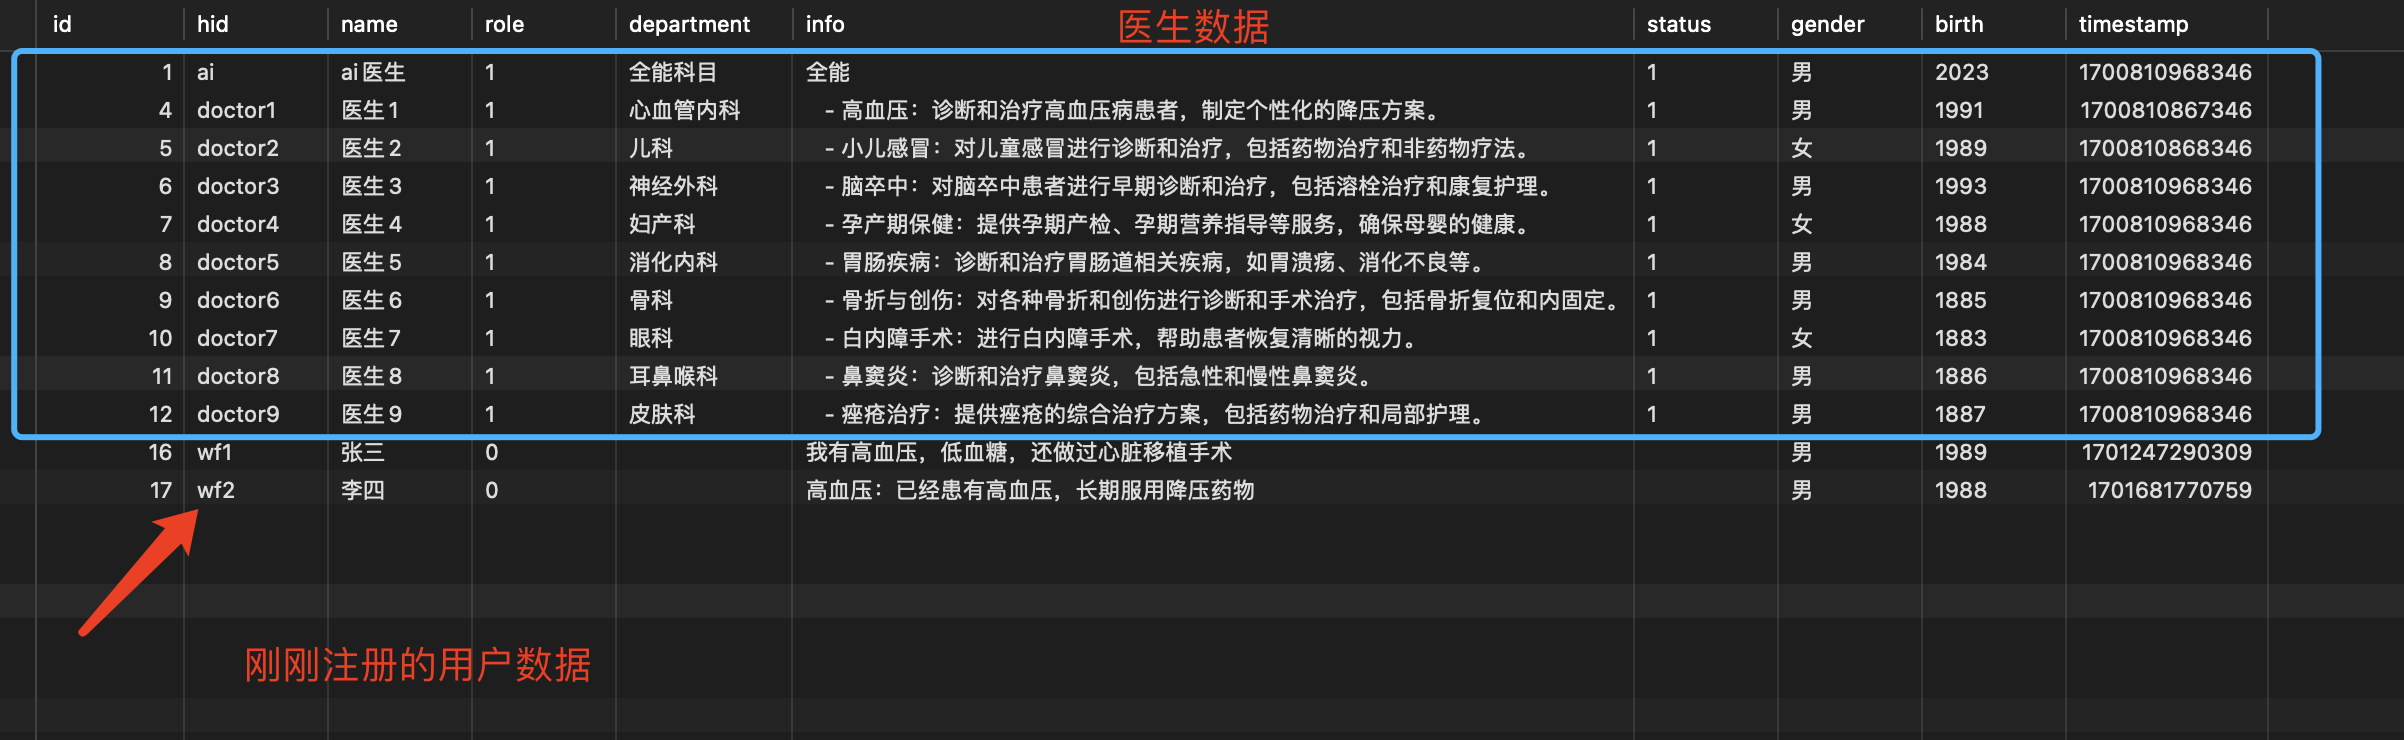 医生数据
id hid name role department info status gender birth timestamp
1 ai ai医生 1 全能科目 全能 1 男 2023 1700810968346
4 doctor1 医生1 1 心血管内科 - 高血压：诊断和治疗高血压病患者，制定个性化的降压方案。 1 男 1991 1700810867346
5 doctor2 医生2 1 儿科 - 小儿感冒：对儿童感冒进行诊断和治疗，包括药物治疗和非药物疗法。 1 女 1989 1700810868346
6 doctor3 医生3 1 神经外科 - 脑卒中：对脑卒中患者进行早期诊断和治疗，包括溶栓治疗和康复护理。 1 男 1993 1700810968346
7 doctor4 医生4 1 妇产科 - 孕产期保健：提供孕期产检、孕期营养指导等服务，确保母婴的健康。 1 女 1988 1700810968346
8 doctor5 医生5 1 消化内科 - 胃肠疾病：诊断和治疗胃肠道相关疾病，如胃溃疡、消化不良等。 1 男 1984 1700810968346
9 doctor6 医生6 1 骨科 - 骨折与创伤：对各种骨折和创伤进行诊断和手术治疗，包括骨折复位和内固定。 1 男 1885 1700810968346
10 doctor7 医生7 1 眼科 - 白内障手术：进行白内障手术，帮助患者恢复清晰的视力。 1 女 1883 1700810968346
11 doctor8 医生8 1 耳鼻喉科 - 鼻窦炎：诊断和治疗鼻窦炎，包括急性和慢性鼻窦炎。 1 男 1886 1700810968346
12 doctor9 医生9 1 皮肤科 - 痤疮治疗：提供痤疮的综合治疗方案，包括药物治疗和局部护理。 1 男 1887 1700810968346
16 wf1 张三 0 我有高血压，低血糖，还做过心脏移植手术 男 1989 1701247290309
17 wf2 李四 0 高血压：已经患有高血压，长期服用降压药物 男 1988 1701681770759
刚刚注册的用户数据